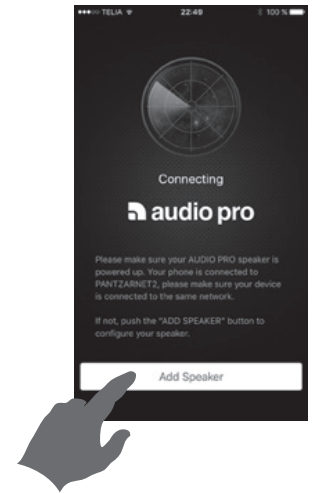 TELIA 22:49 100 %
Connecting
audio pro
Please make sure your AUDIO PRO speaker is
powered up. Your phone is connected to
PANTZARNET2, please make sure your device
is connected to the same network.
If not, push the "ADD SPEAKER" button to
configure your speaker.
Add Speaker